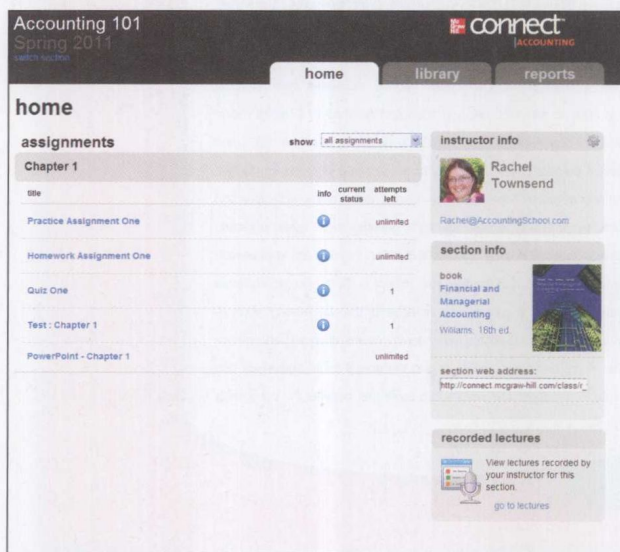 Accounting 101
Spring 2011
switch section
connect
ACCOUNTING
home
library
reports
home
assignments
show: all assignments
Chapter 1
title
info
current status
attempts left
Practice Assignment One
unlimited
Homework Assignment One
unlimited
Quiz One
1
Test : Chapter 1
1
PowerPoint - Chapter 1
unlimited
instructor info
Rachel
Townsend
Rachel@AccountingSchool.com
section info
book
Financial and
Managerial
Accounting
Williams, 16th ed.
section web address:
http://connect.mcgraw-hill.com/class/r_
recorded lectures
View lectures recorded by
your instructor for this
section.
go to lectures